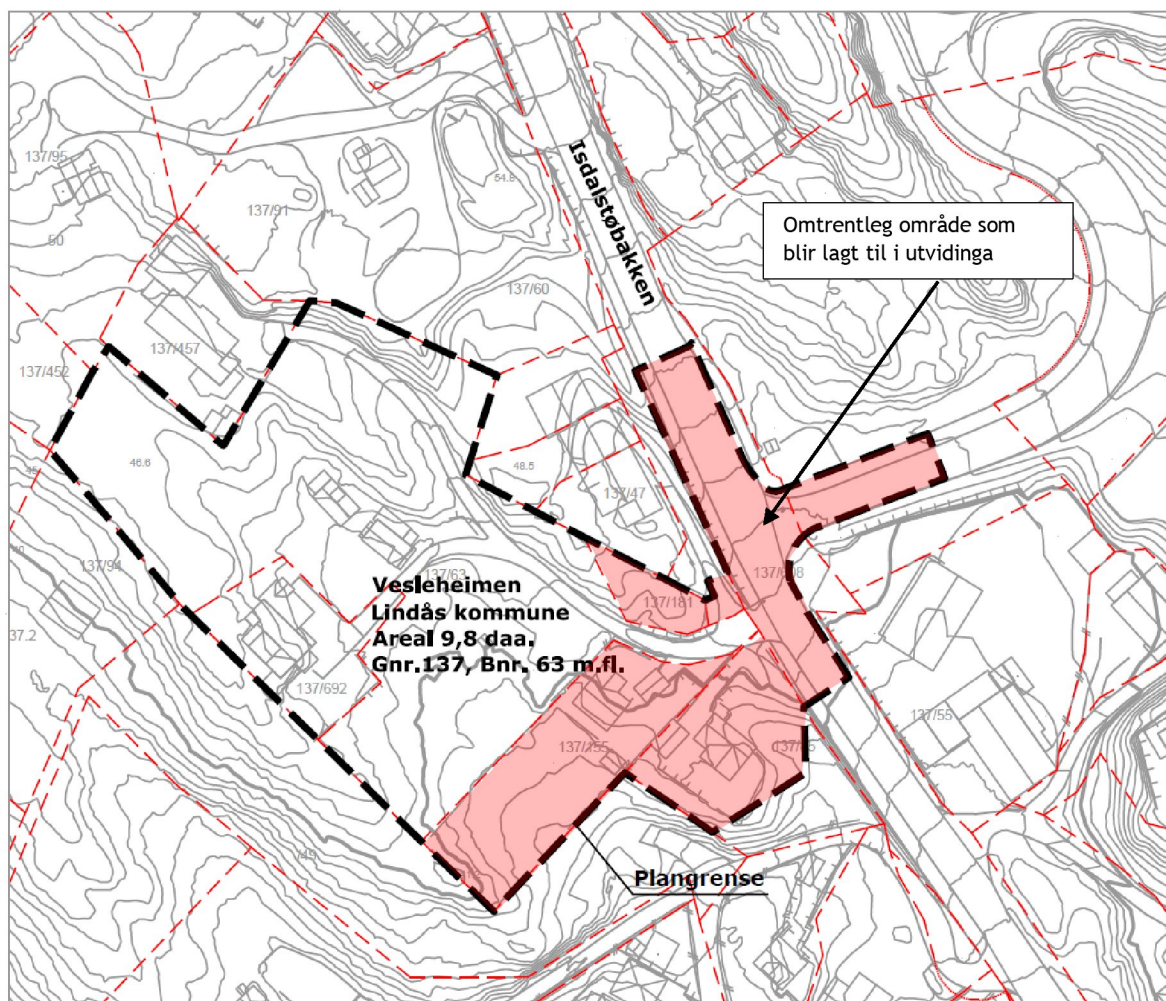 137/95
54.8
137/91
50
Isdalstøbakken
Omtrentleg område som
blir lagt til i utvidinga
137/60
137/457
137/452
46.6
48.5
137/47
137/94
137/63
137/181
Vesleheimen
Lindås kommune
Areal 9,8 daa.
Gnr.137, Bnr. 63 m.fl.
37.2
137/692
137/155
137/55
/49
Plangrense